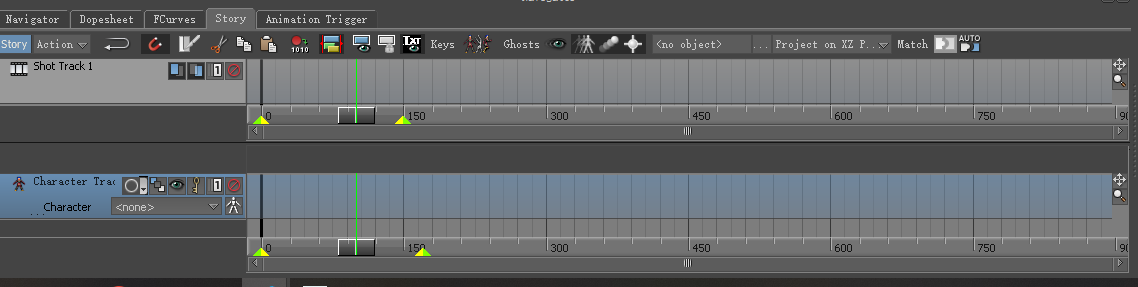 Navigator Dopesheet FCurves Story Animation Trigger
Story Action 1010 TXT Keys Ghosts <no object> ... Project on XZ P... Match AUTO
Shot Track 1 1
0 150 300 450 600 750 90
Character Trac 1
... Character <none>
0 150 300 450 600 750 90